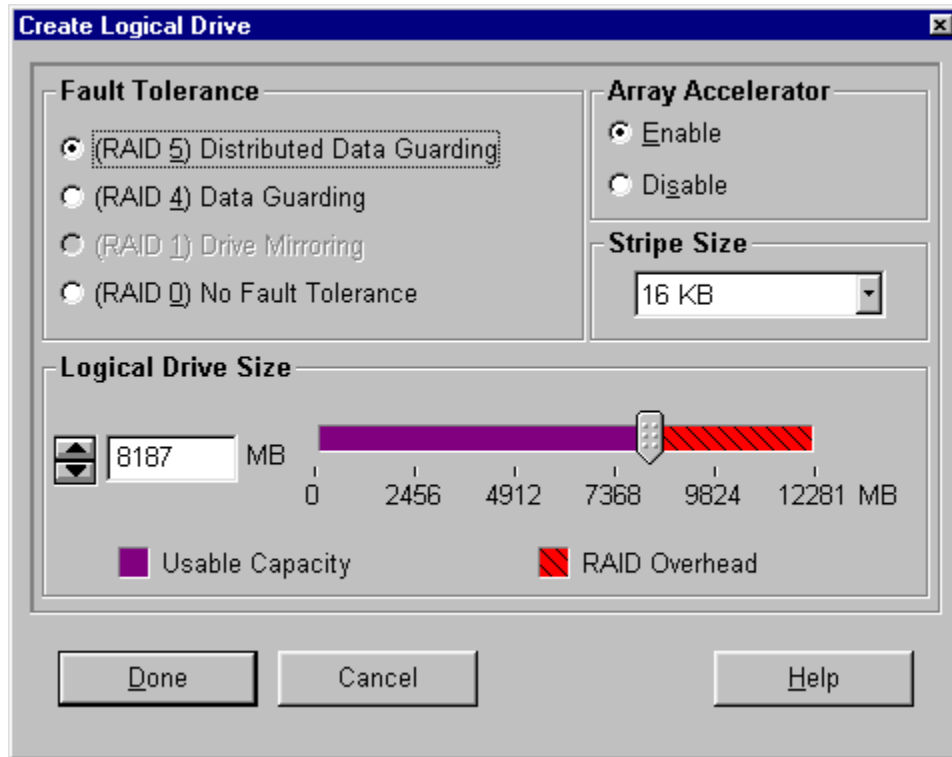 Create Logical Drive
Fault Tolerance
(RAID 5) Distributed Data Guarding
(RAID 4) Data Guarding
(RAID 1) Drive Mirroring
(RAID 0) No Fault Tolerance
Array Accelerator
Enable
Disable
Stripe Size
16 KB
Logical Drive Size
8187 MB
0 2456 4912 7368 9824 12281 MB
Usable Capacity RAID Overhead
Done Cancel Help